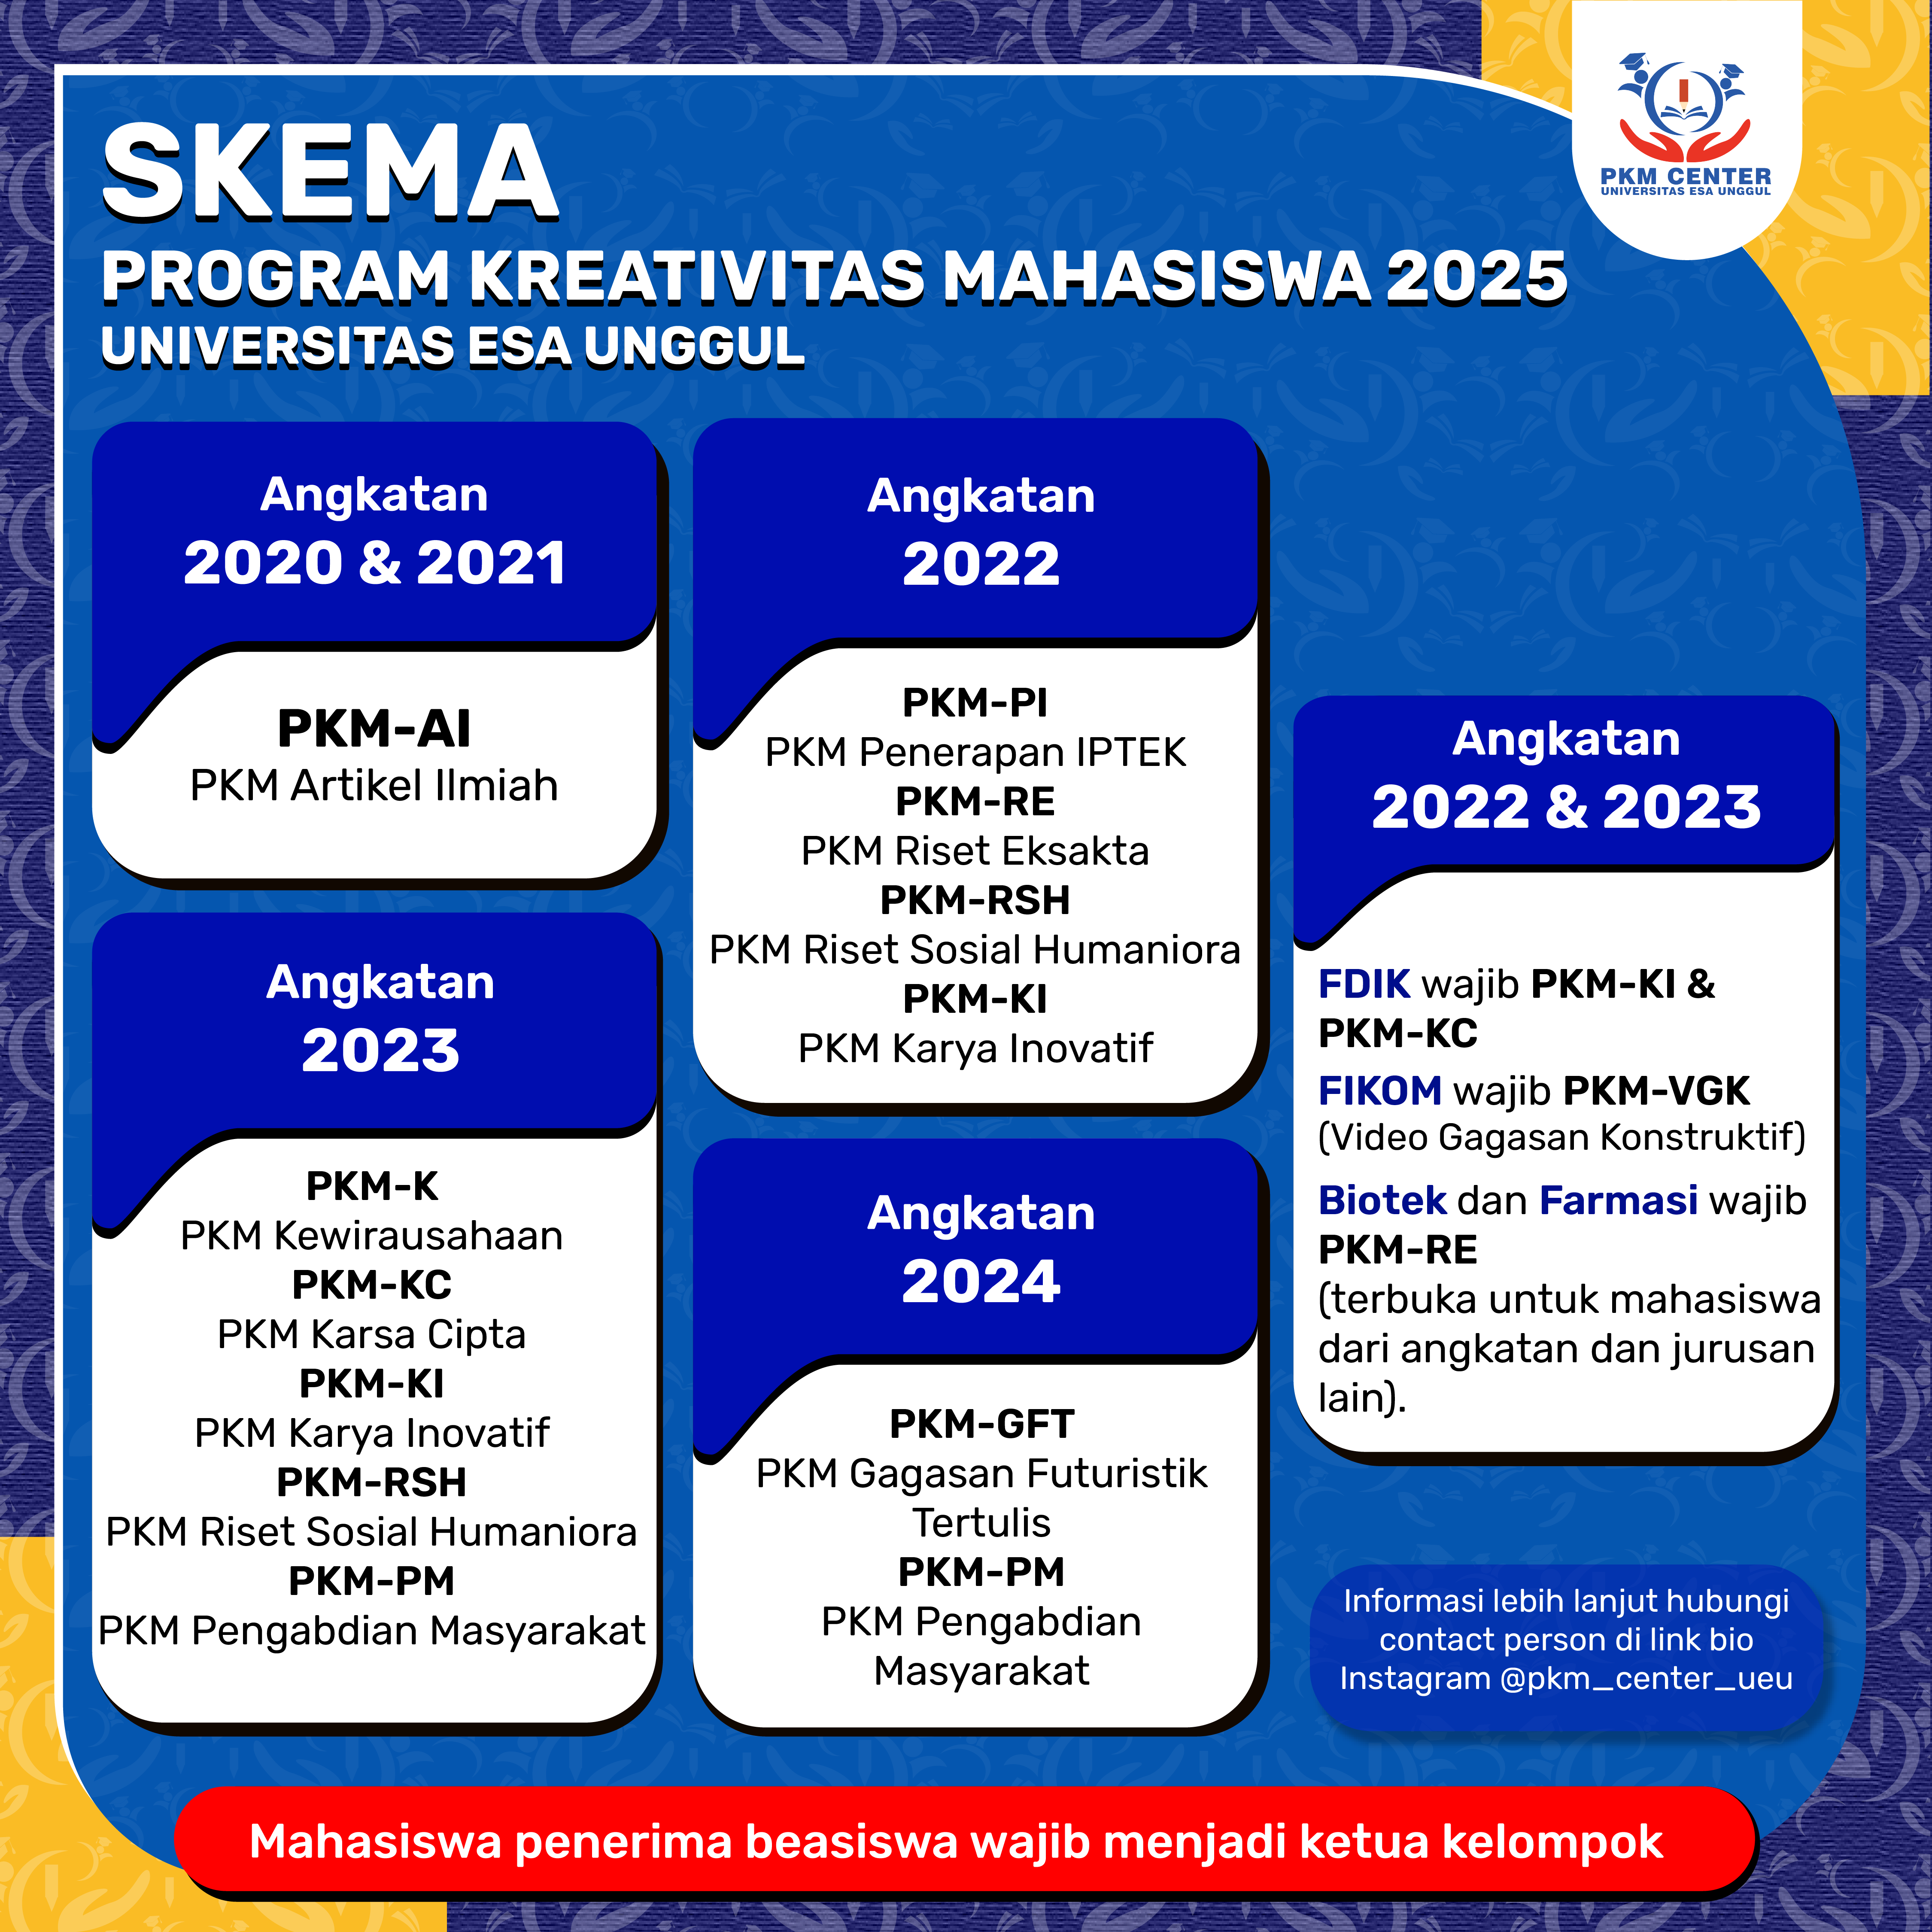 PKM CENTER
UNIVERSITAS ESA UNGGUL
SKEMA
PROGRAM KREATIVITAS MAHASISWA 2025
UNIVERSITAS ESA UNGGUL
Angkatan
2020 & 2021
PKM-AI
PKM Artikel Ilmiah
Angkatan
2023
PKM-K
PKM Kewirausahaan
PKM-KC
PKM Karsa Cipta
PKM-KI
PKM Karya Inovatif
PKM-RSH
PKM Riset Sosial Humaniora
PKM-PM
PKM Pengabdian Masyarakat
Angkatan
2022
PKM-PI
PKM Penerapan IPTEK
PKM-RE
PKM Riset Eksakta
PKM-RSH
PKM Riset Sosial Humaniora
PKM-KI
PKM Karya Inovatif
Angkatan
2024
PKM-GFT
PKM Gagasan Futuristik
Tertulis
PKM-PM
PKM Pengabdian
Masyarakat
Angkatan
2022 & 2023
FDIK wajib PKM-KI &
PKM-KC
FIKOM wajib PKM-VGK
(Video Gagasan Konstruktif)
Biotek dan Farmasi wajib
PKM-RE
(terbuka untuk mahasiswa
dari angkatan dan jurusan
lain).
Informasi lebih lanjut hubungi
contact person di link bio
Instagram @pkm_center_ueu
Mahasiswa penerima beasiswa wajib menjadi ketua kelompok